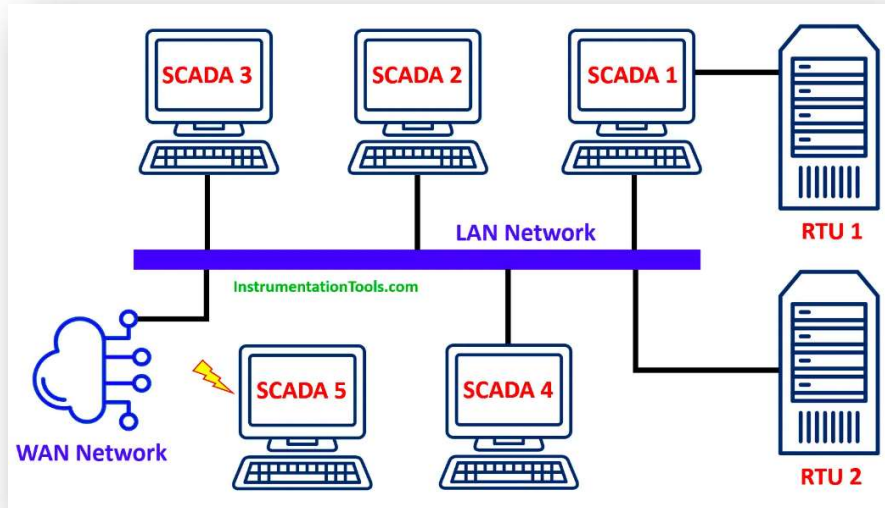 SCADA 3
SCADA 2
SCADA 1
RTU 1
LAN Network
InstrumentationTools.com
WAN Network
SCADA 5
SCADA 4
RTU 2